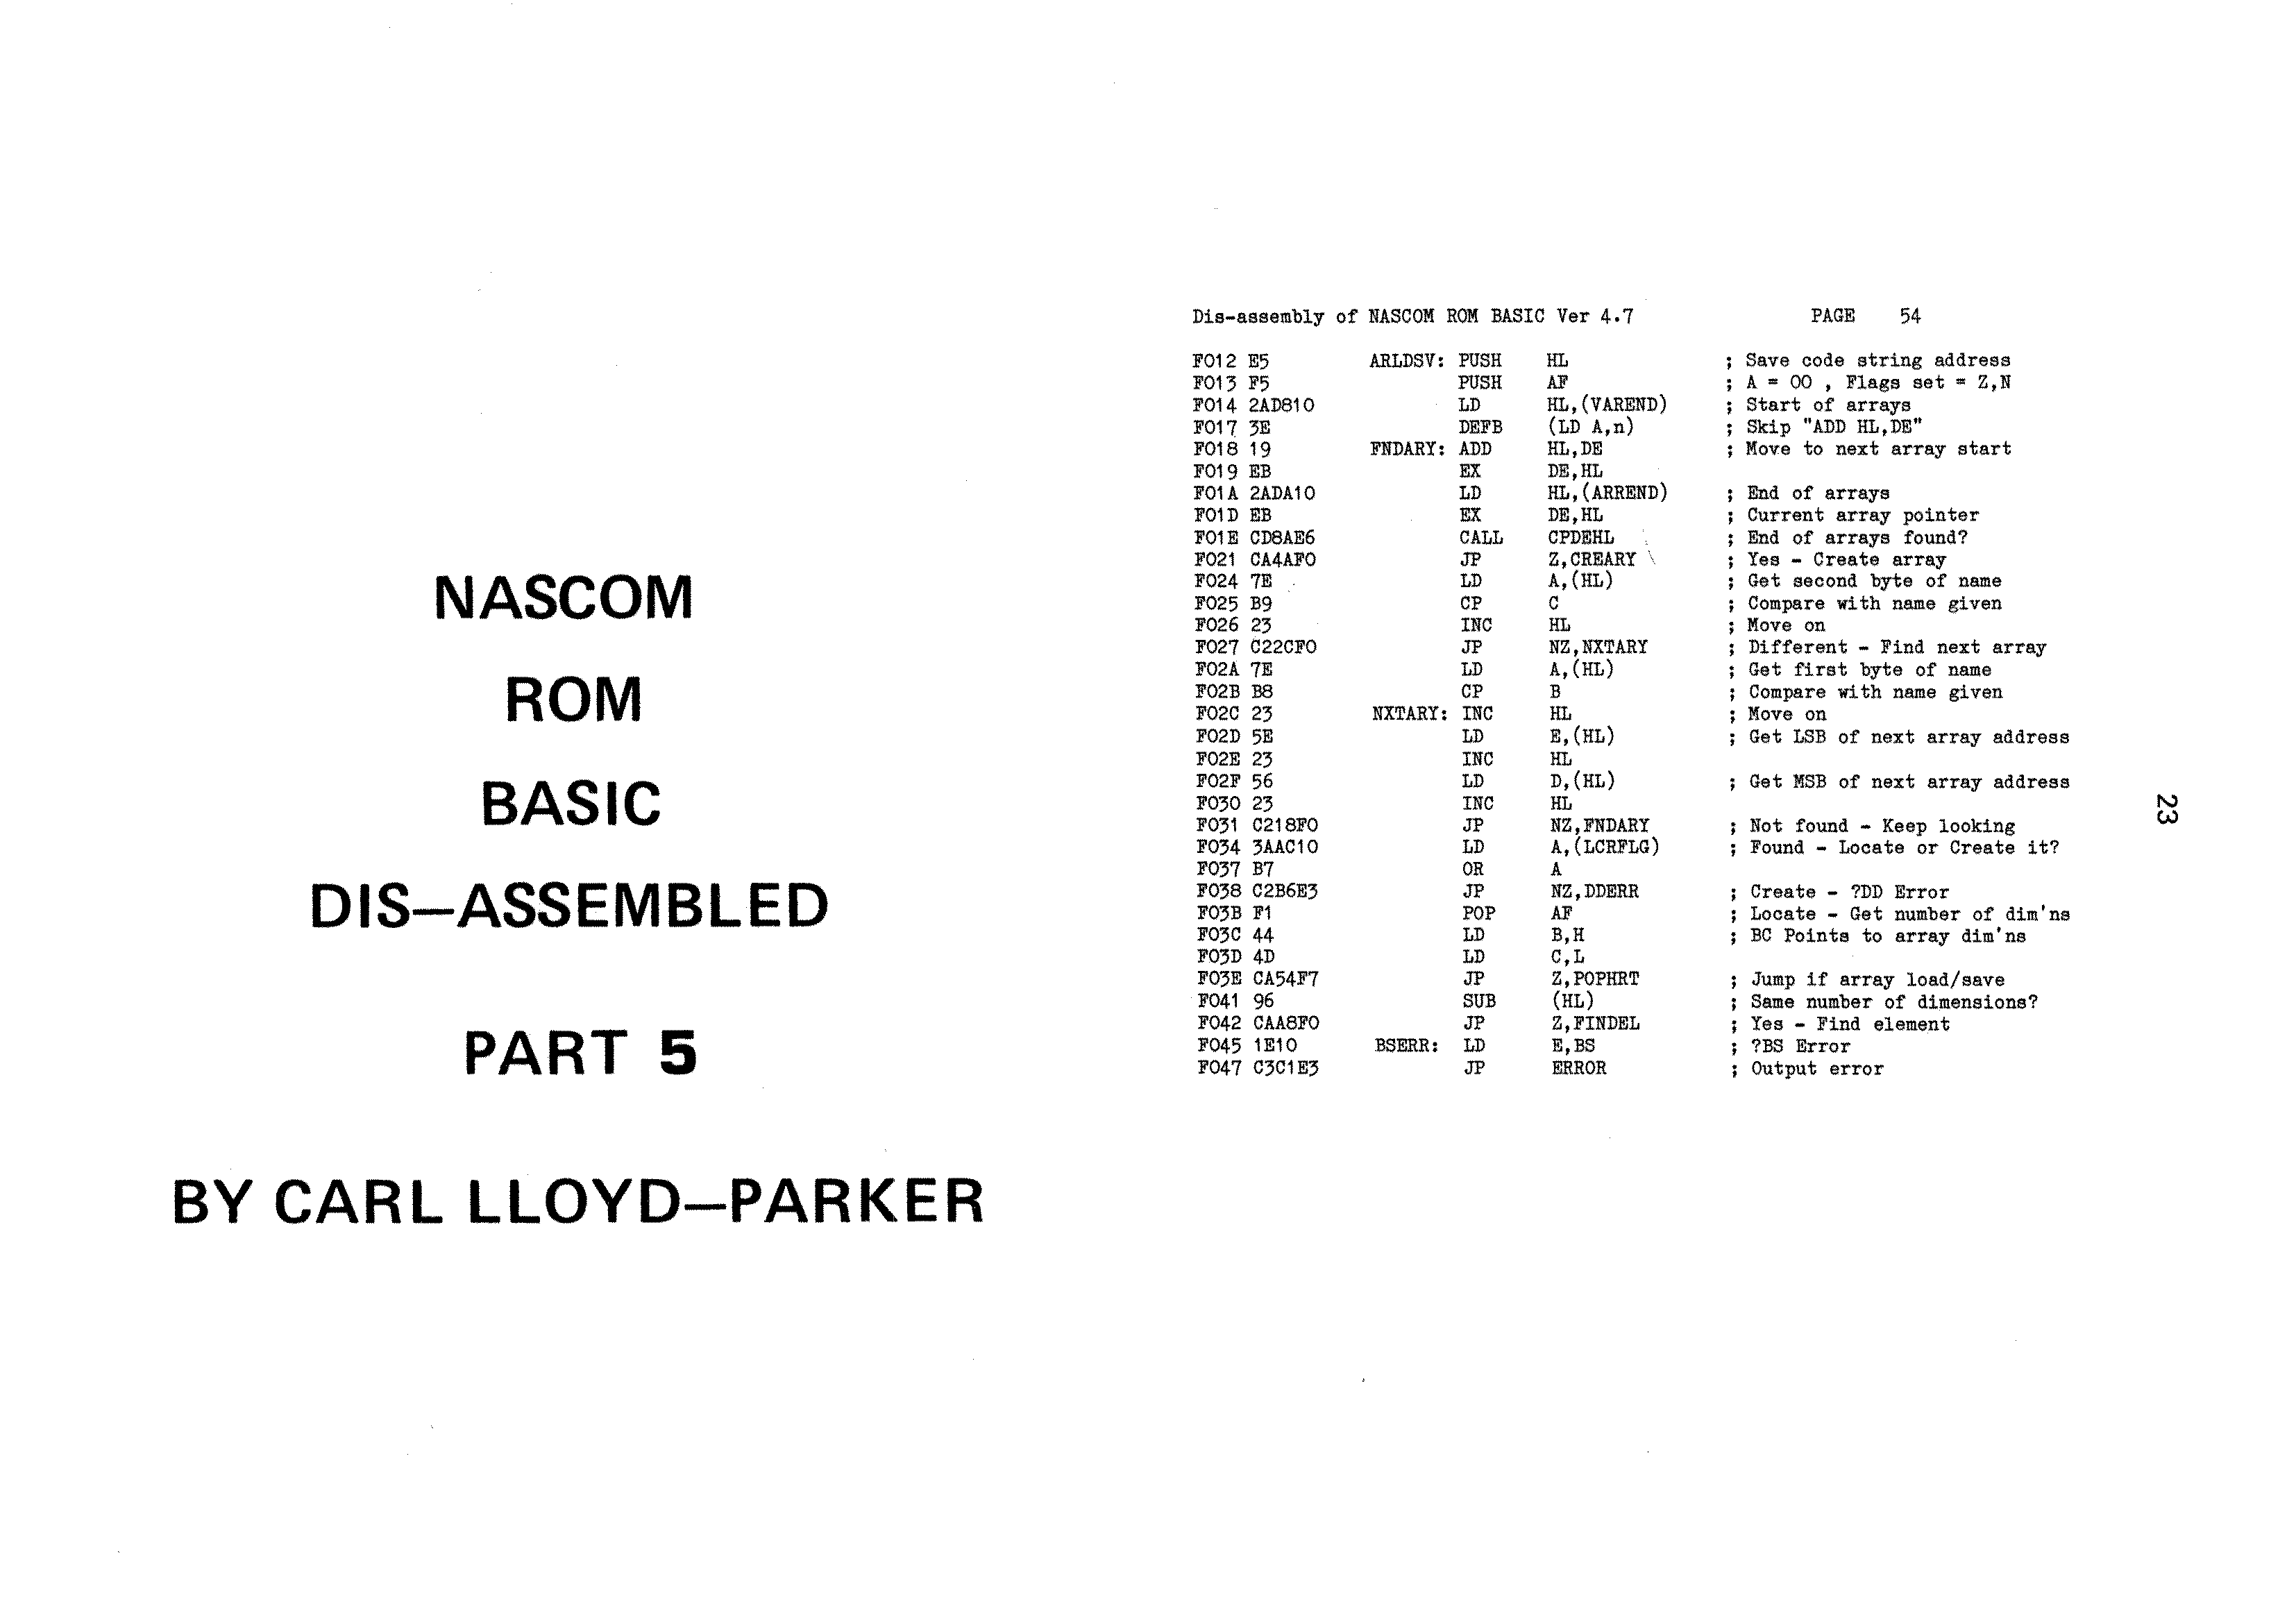 NASCOM
ROM
BASIC
DIS—ASSEMBLED
PART 5
BY CARL LLOYD—PARKER
Dis-assembly of NASCOM ROM BASIC Ver 4.7 PAGE 54
F012 E5 ARLDSV: PUSH HL ; Save code string address
F013 F5 PUSH AF ; A = 00 , Flags set = Z,N
F014 2AD810 LD HL,(VAREND) ; Start of arrays
F017 3E DEFB (LD A,n) ; Skip "ADD HL,DE"
F018 19 FNDARY: ADD HL,DE ; Move to next array start
F019 EB EX DE,HL
F01A 2ADA10 LD HL,(ARREND) ; End of arrays
F01D EB EX DE,HL ; Current array pointer
F01E CD8AE6 CALL CPDEHL ; End of arrays found?
F021 CA4AF0 JP Z,CREARY ; Yes - Create array
F024 7E LD A,(HL) ; Get second byte of name
F025 B9 CP C ; Compare with name given
F026 23 INC HL ; Move on
F027 C22CF0 JP NZ,NXTARY ; Different - Find next array
F02A 7E LD A,(HL) ; Get first byte of name
F02B B8 CP B ; Compare with name given
F02C 23 NXTARY: INC HL ; Move on
F02D 5E LD E,(HL) ; Get LSB of next array address
F02E 23 INC HL
F02F 56 LD D,(HL) ; Get MSB of next array address
F030 23 INC HL
F031 C218F0 JP NZ,FNDARY ; Not found - Keep looking
F034 3AAC10 LD A,(LCRFLG) ; Found - Locate or Create it?
F037 B7 OR A
F038 C2B6E3 JP NZ,DDERR ; Create - ?DD Error
F03B F1 POP AF ; Locate - Get number of dim'ns
F03C 44 LD B,H ; BC Points to array dim'ns
F03D 4D LD C,L
F03E CA54F7 JP Z,POPHRT ; Jump if array load/save
F041 96 SUB (HL) ; Same number of dimensions?
F042 CAA8F0 JP Z,FINDEL ; Yes - Find element
F045 1E10 BSERR: LD E,BS ; ?BS Error
F047 C3C1E3 JP ERROR ; Output error
23